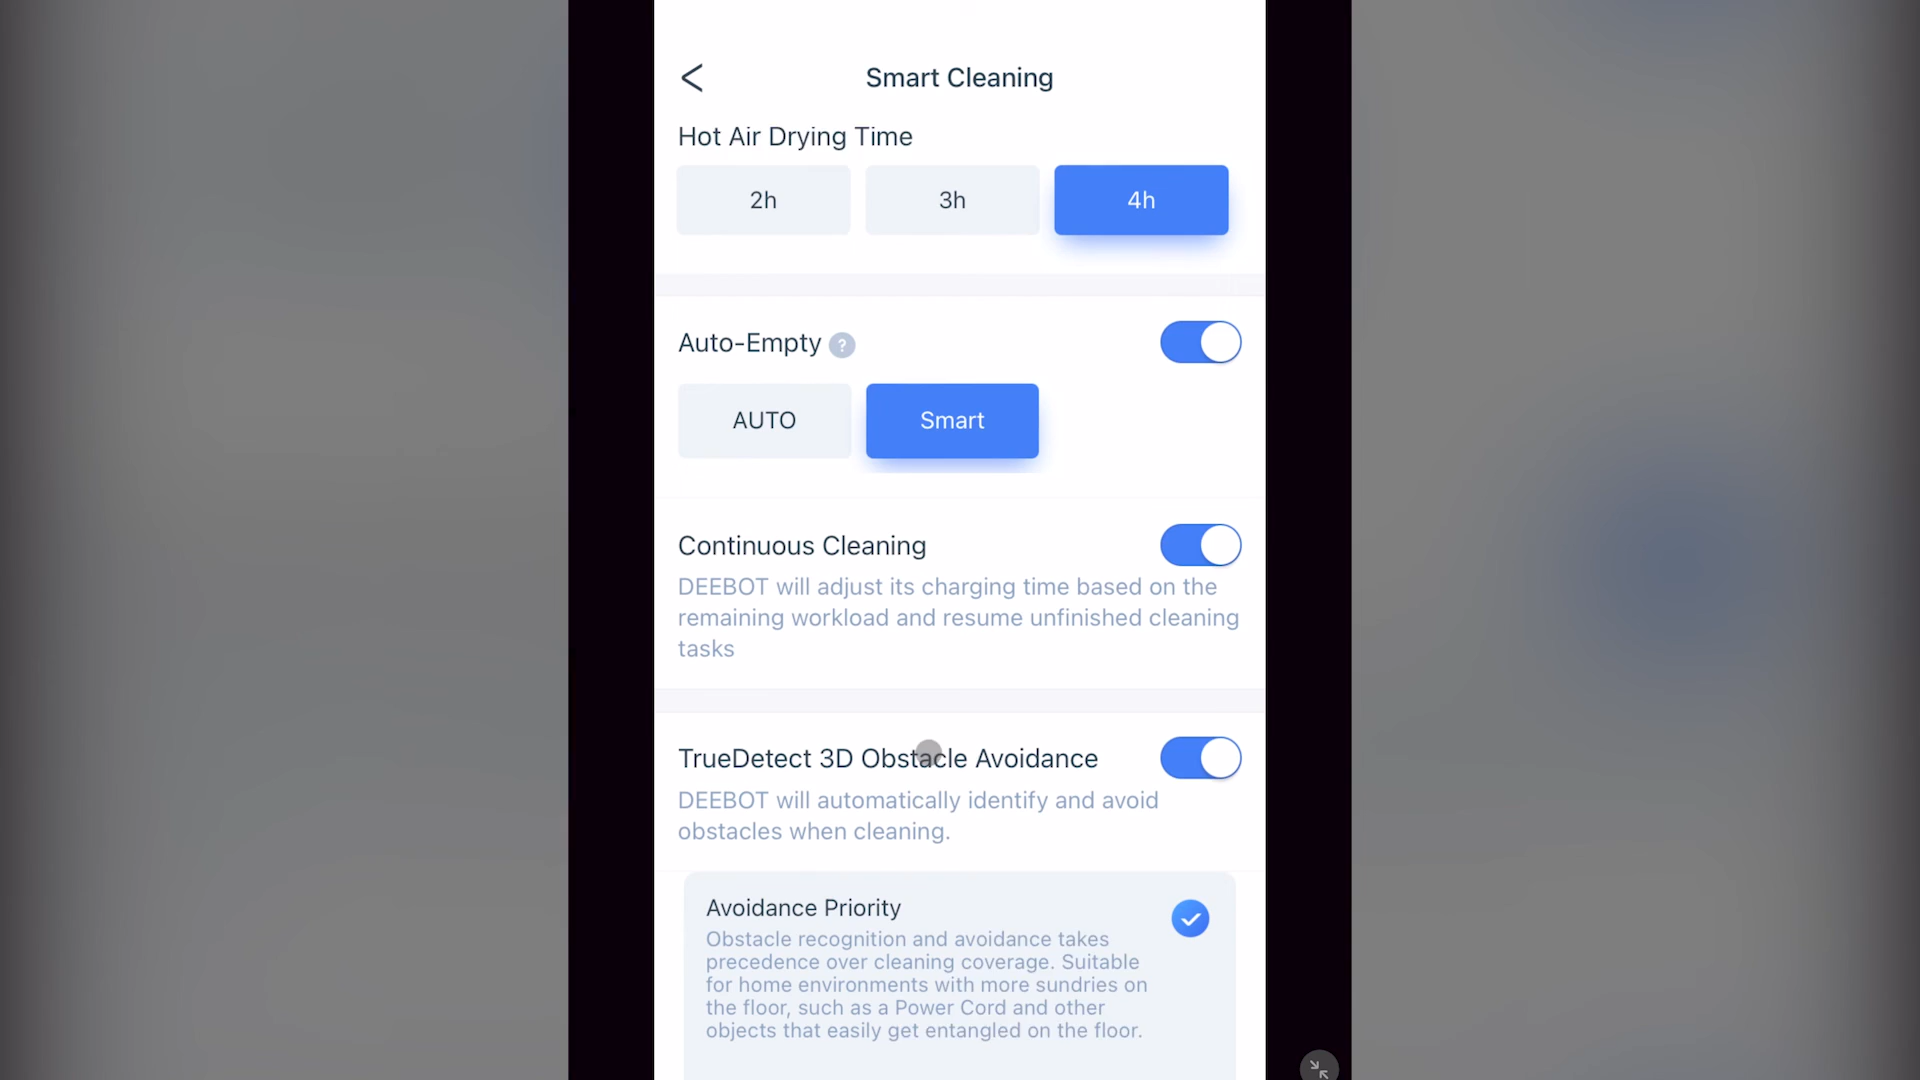 Smart Cleaning
Hot Air Drying Time
2h
3h
4h
Auto-Empty ?
AUTO
Smart
Continuous Cleaning
DEEBOT will adjust its charging time based on the
remaining workload and resume unfinished cleaning
tasks
TrueDetect 3D Obstacle Avoidance
DEEBOT will automatically identify and avoid
obstacles when cleaning.
Avoidance Priority
Obstacle recognition and avoidance takes
precedence over cleaning coverage. Suitable
for home environments with more sundries on
the floor, such as a Power Cord and other
objects that easily get entangled on the floor.